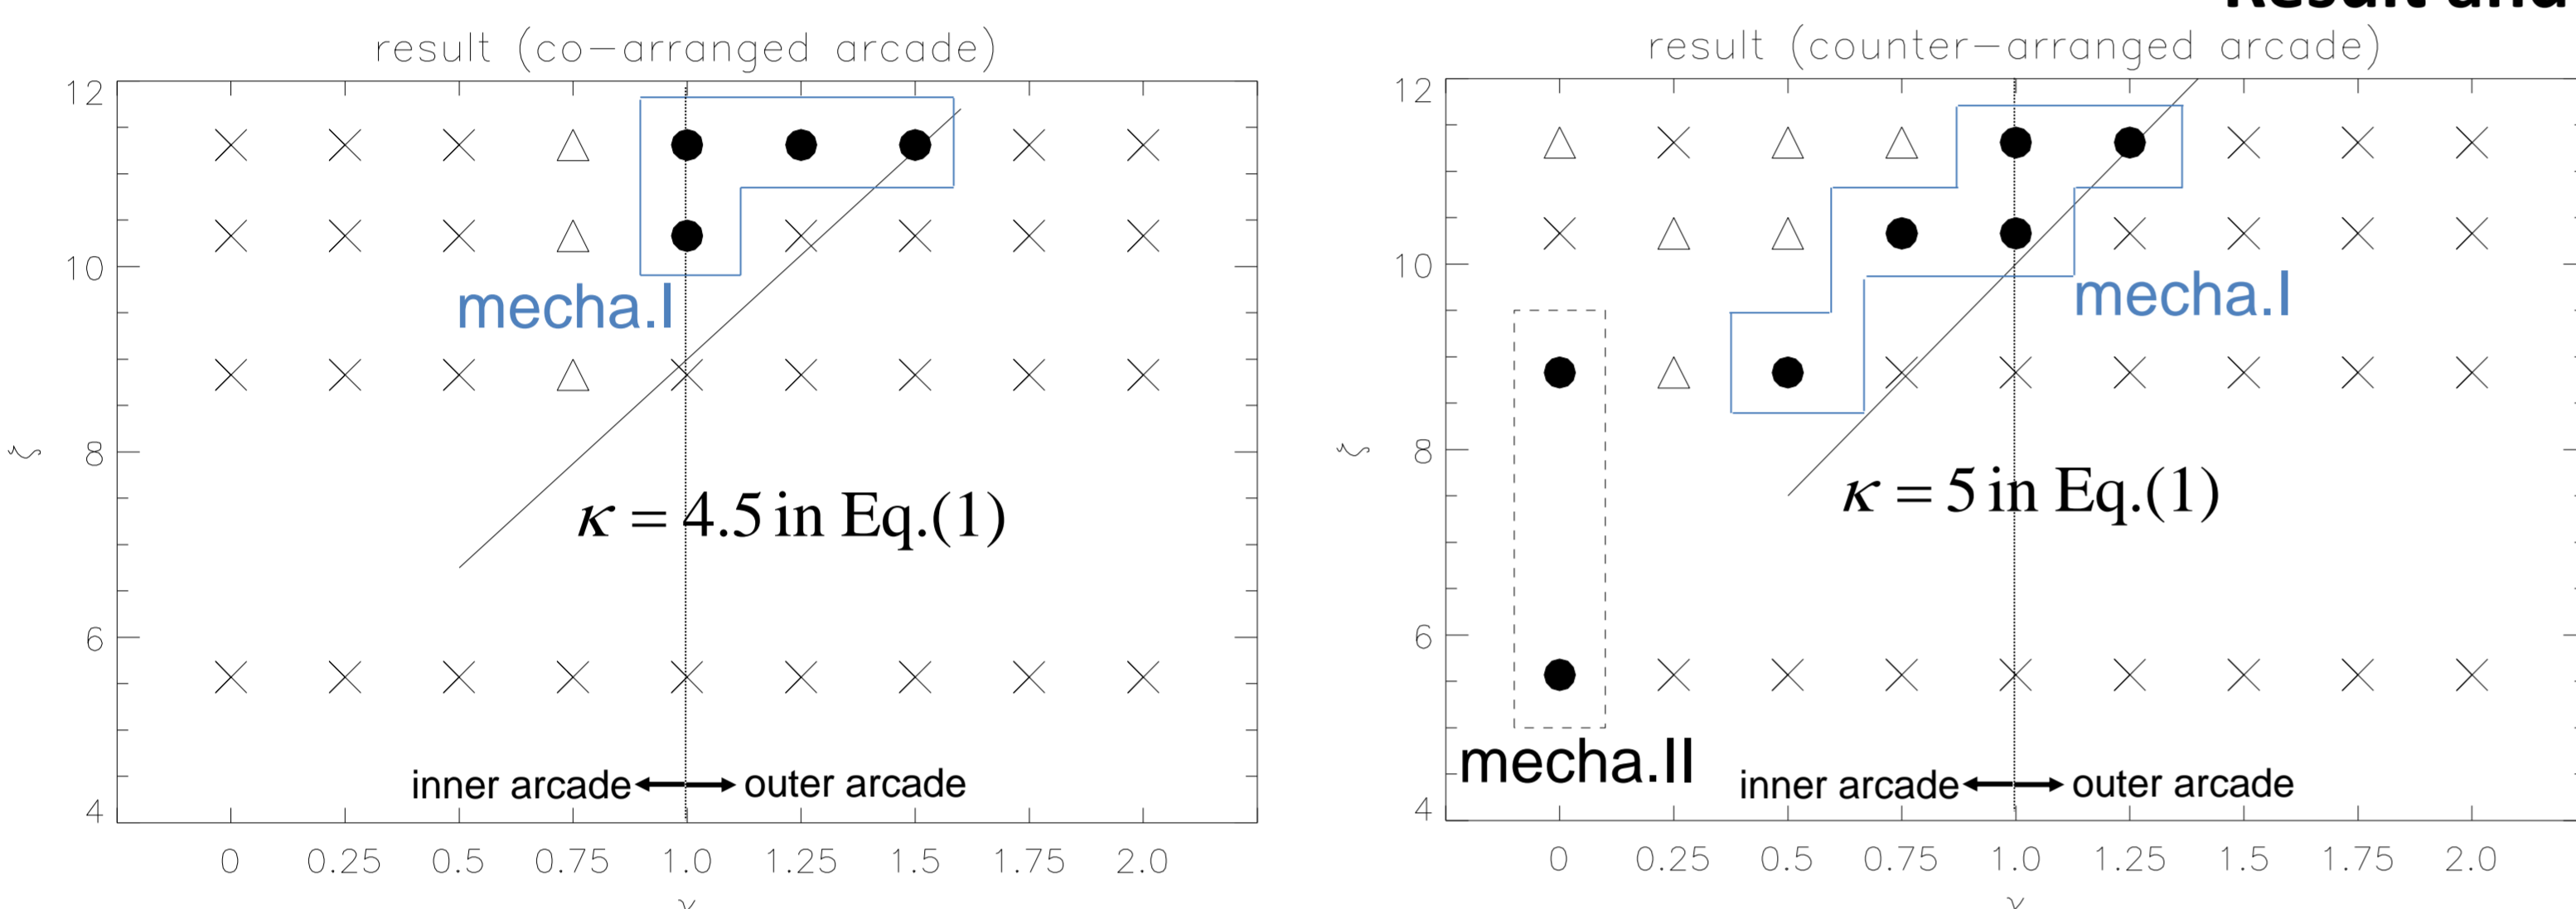 Result and
result (co-arranged arcade)
12
10
8
6
4
ζ
mecha.I
κ = 4.5 in Eq.(1)
inner arcade
outer arcade
0 0.25 0.5 0.75 1.0 1.25 1.5 1.75 2.0
result (counter-arranged arcade)
12
10
8
6
4
ζ
mecha.I
κ = 5 in Eq.(1)
mecha.II
inner arcade
outer arcade
0 0.25 0.5 0.75 1.0 1.25 1.5 1.75 2.0